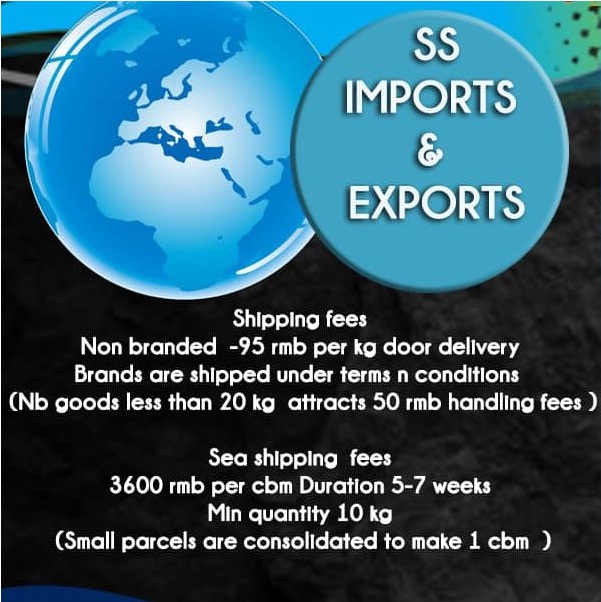 SS
IMPORTS
&
EXPORTS
Shipping fees
Non branded -95 rmb per kg door delivery
Brands are shipped under terms n conditions
(Nb goods less than 20 kg attracts 50 rmb handling fees )
Sea shipping fees
3600 rmb per cbm Duration 5-7 weeks
Min quantity 10 kg
(Small parcels are consolidated to make 1 cbm )